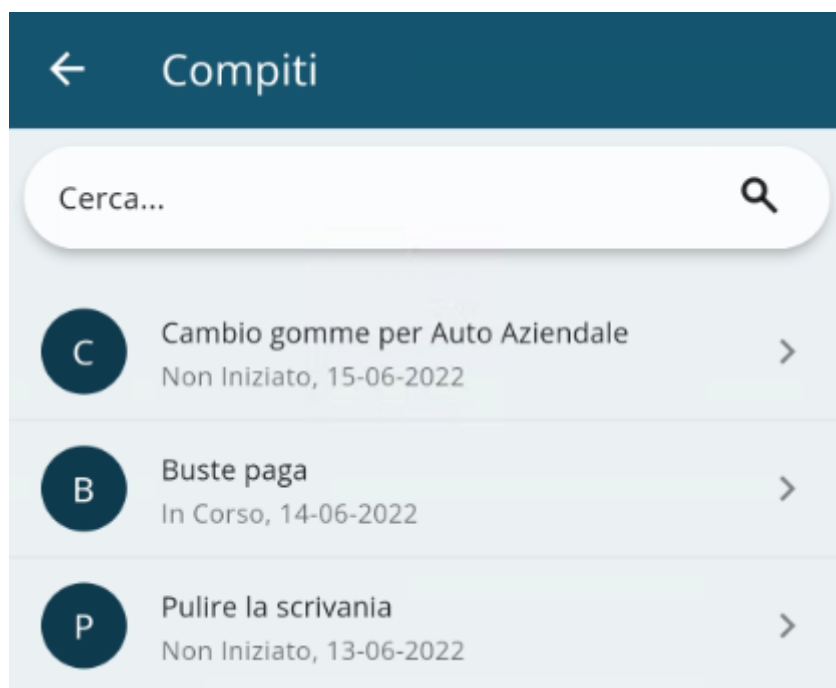 Compiti
Cerca...
C
Cambio gomme per Auto Aziendale
Non Iniziato, 15-06-2022
B
Buste paga
In Corso, 14-06-2022
P
Pulire la scrivania
Non Iniziato, 13-06-2022